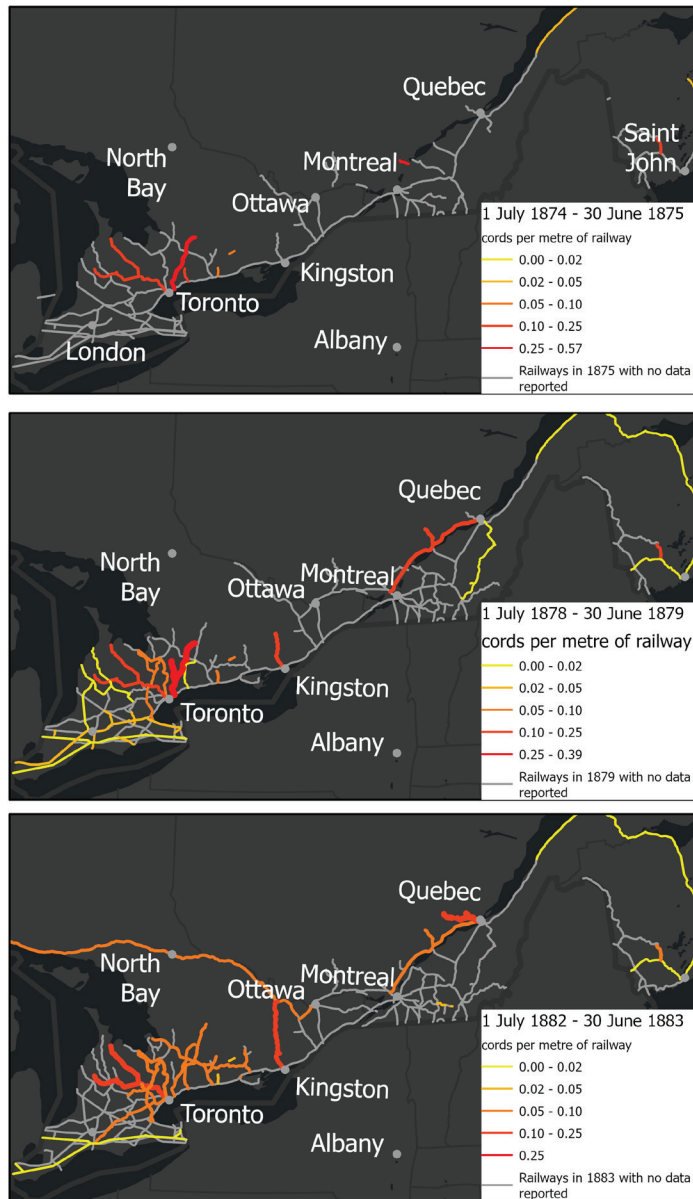 Quebec
North
Bay
Montreal
Saint
John
Ottawa
Kingston
Toronto
London
Albany
1 July 1874 - 30 June 1875
cords per metre of railway
0.00 - 0.02
0.02 - 0.05
0.05 - 0.10
0.10 - 0.25
0.25 - 0.57
Railways in 1875 with no data
reported
Quebec
North
Bay
Montreal
Ottawa
Kingston
Toronto
Albany
1 July 1878 - 30 June 1879
cords per metre of railway
0.00 - 0.02
0.02 - 0.05
0.05 - 0.10
0.10 - 0.25
0.25 - 0.39
Railways in 1879 with no data
reported
Quebec
North
Bay
Montreal
Ottawa
Kingston
Toronto
Albany
1 July 1882 - 30 June 1883
cords per metre of railway
0.00 - 0.02
0.02 - 0.05
0.05 - 0.10
0.10 - 0.25
0.25
Railways in 1883 with no data
reported